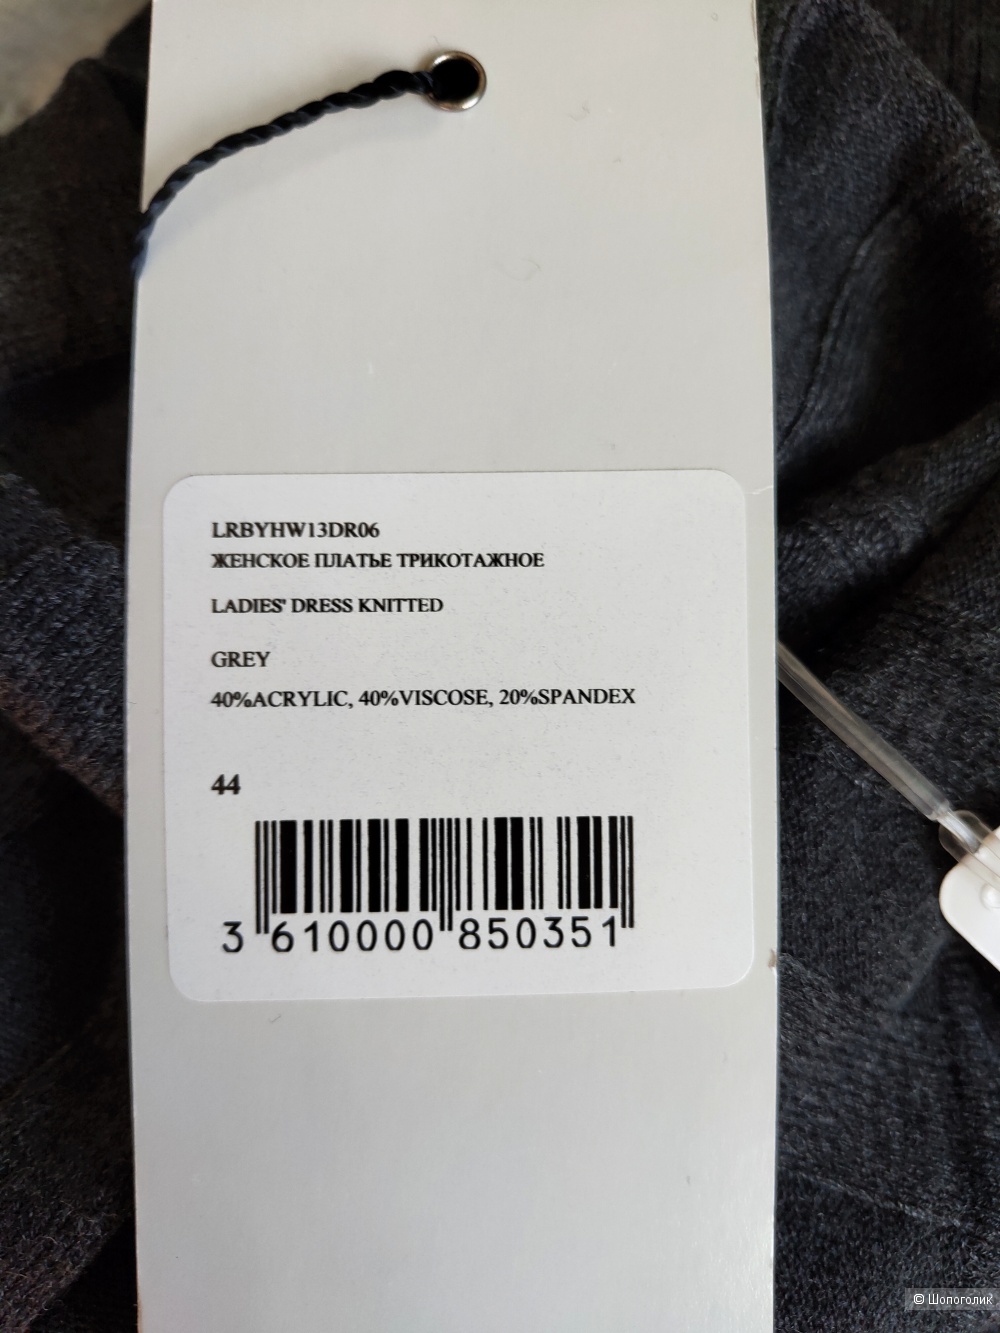 LRBYHW13DR06
ЖЕНСКОЕ ПЛАТЬЕ ТРИКОТАЖНОЕ
LADIES' DRESS KNITTED
GREY
40%ACRYLIC, 40%VISCOSE, 20%SPANDEX
44
3 610000 850351
© Шопоголик